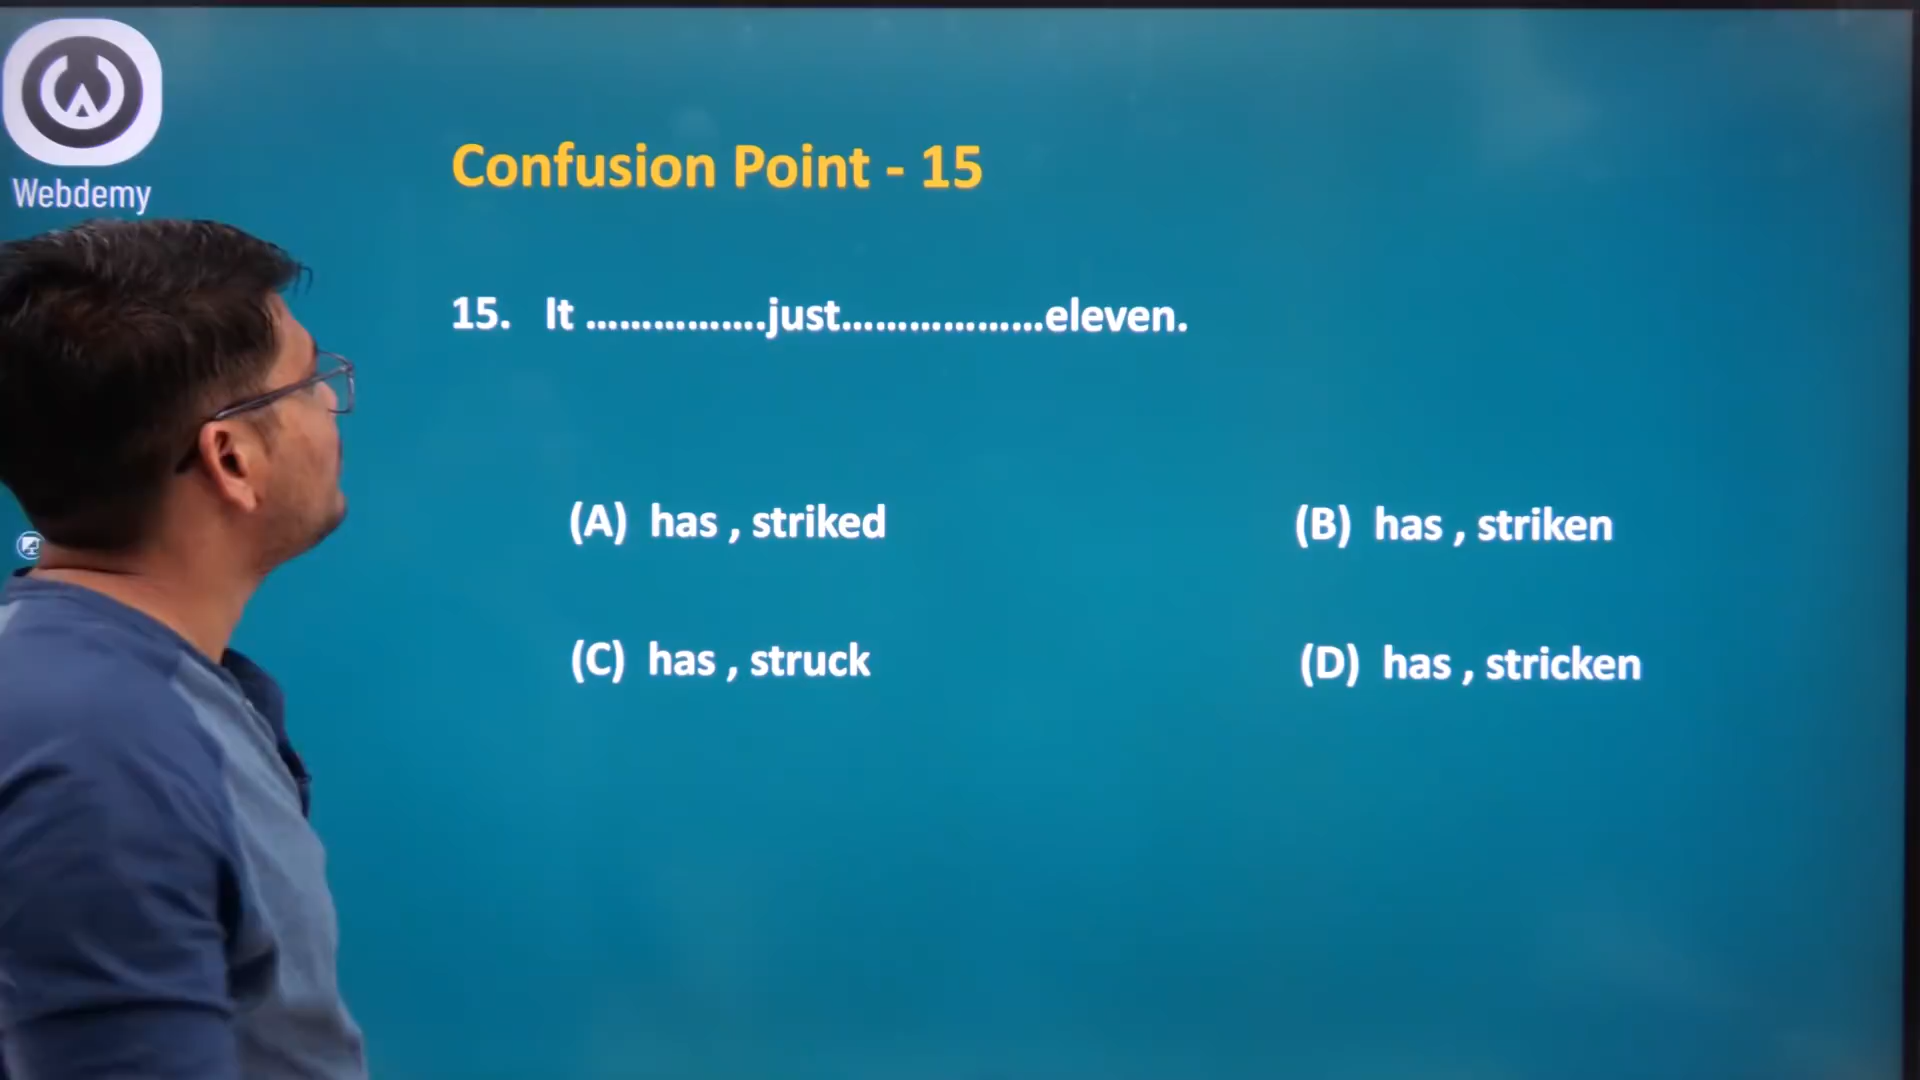 Webdemy
Confusion Point - 15
15. It ................just..................eleven.
(A) has , striked
(B) has , striken
(C) has , struck
(D) has , stricken